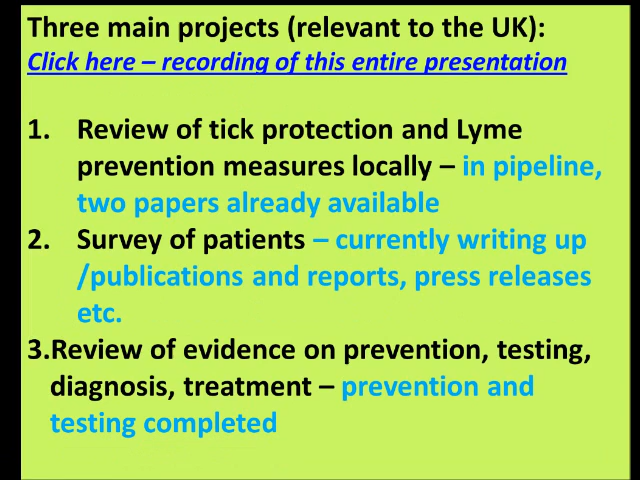 Three main projects (relevant to the UK):
Click here – recording of this entire presentation
1. Review of tick protection and Lyme
prevention measures locally – in pipeline,
two papers already available
2. Survey of patients – currently writing up
/publications and reports, press releases
etc.
3.Review of evidence on prevention, testing,
diagnosis, treatment – prevention and
testing completed